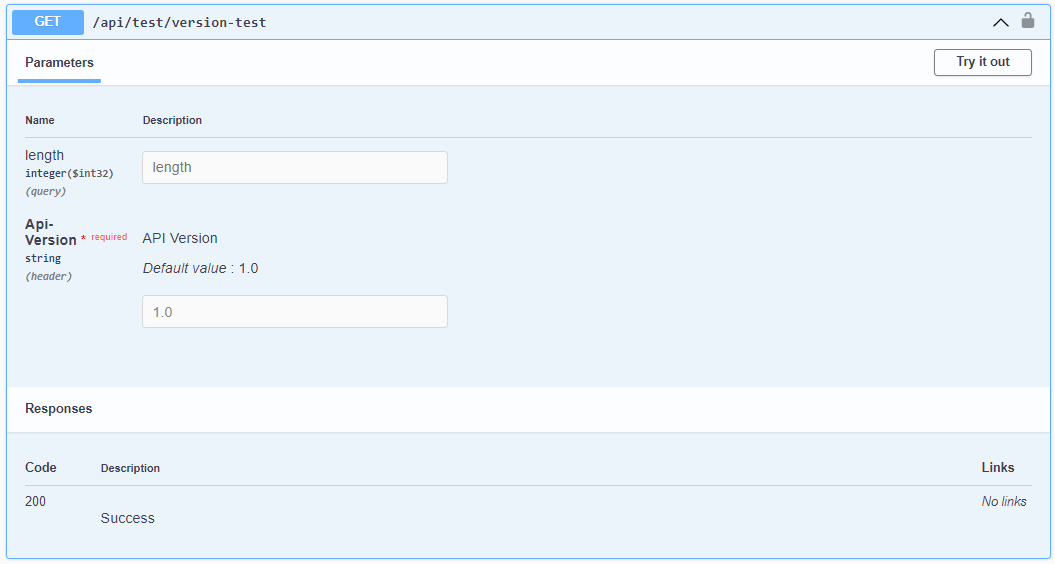 GET /api/test/version-test
Parameters
Try it out
Name Description
length
integer($int32)
(query)
length
Api-
Version * required
string
(header)
API Version
Default value : 1.0
1.0
Responses
Code Description Links
200
Success
No links